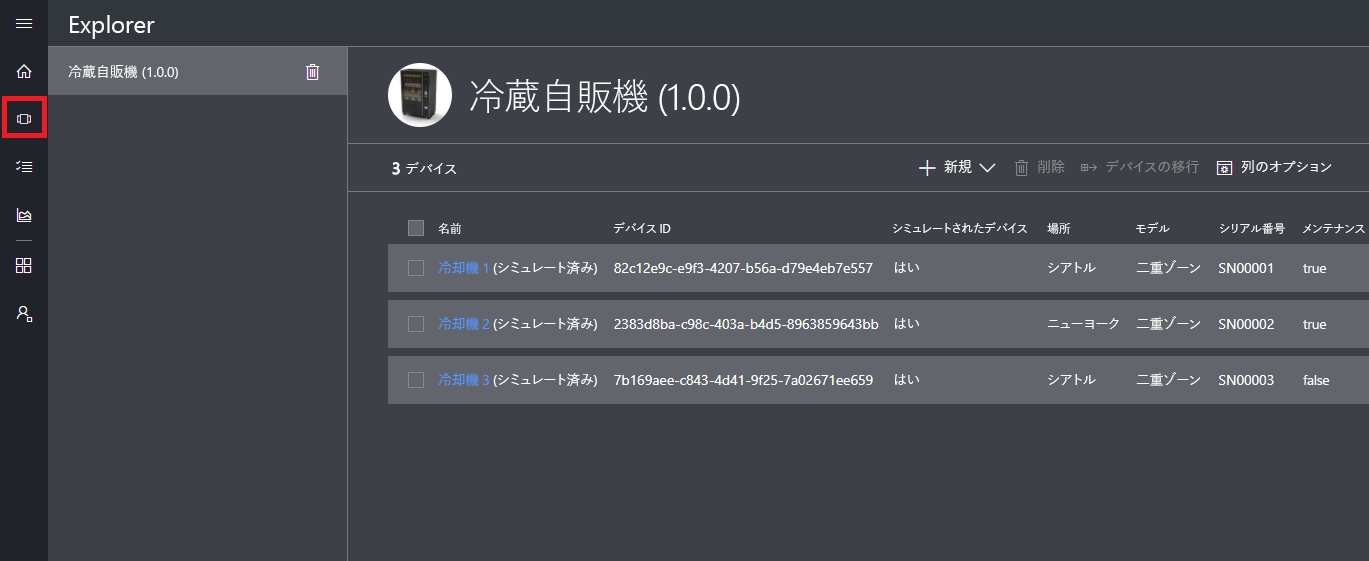 Explorer
冷蔵自販機 (1.0.0)
冷蔵自販機 (1.0.0)
3 デバイス
新規
削除
デバイスの移行
列のオプション
名前 デバイス ID シミュレートされたデバイス 場所 モデル シリアル番号 メンテナンス
冷却機 1 (シミュレート済み) 82c12e9c-e9f3-4207-b56a-d79e4eb7e557 はい シアトル 二重ゾーン SN00001 true
冷却機 2 (シミュレート済み) 2383d8ba-c98c-403a-b4d5-8963859643bb はい ニューヨーク 二重ゾーン SN00002 true
冷却機 3 (シミュレート済み) 7b169aee-c843-4d41-9f25-7a02671ee659 はい シアトル 二重ゾーン SN00003 false